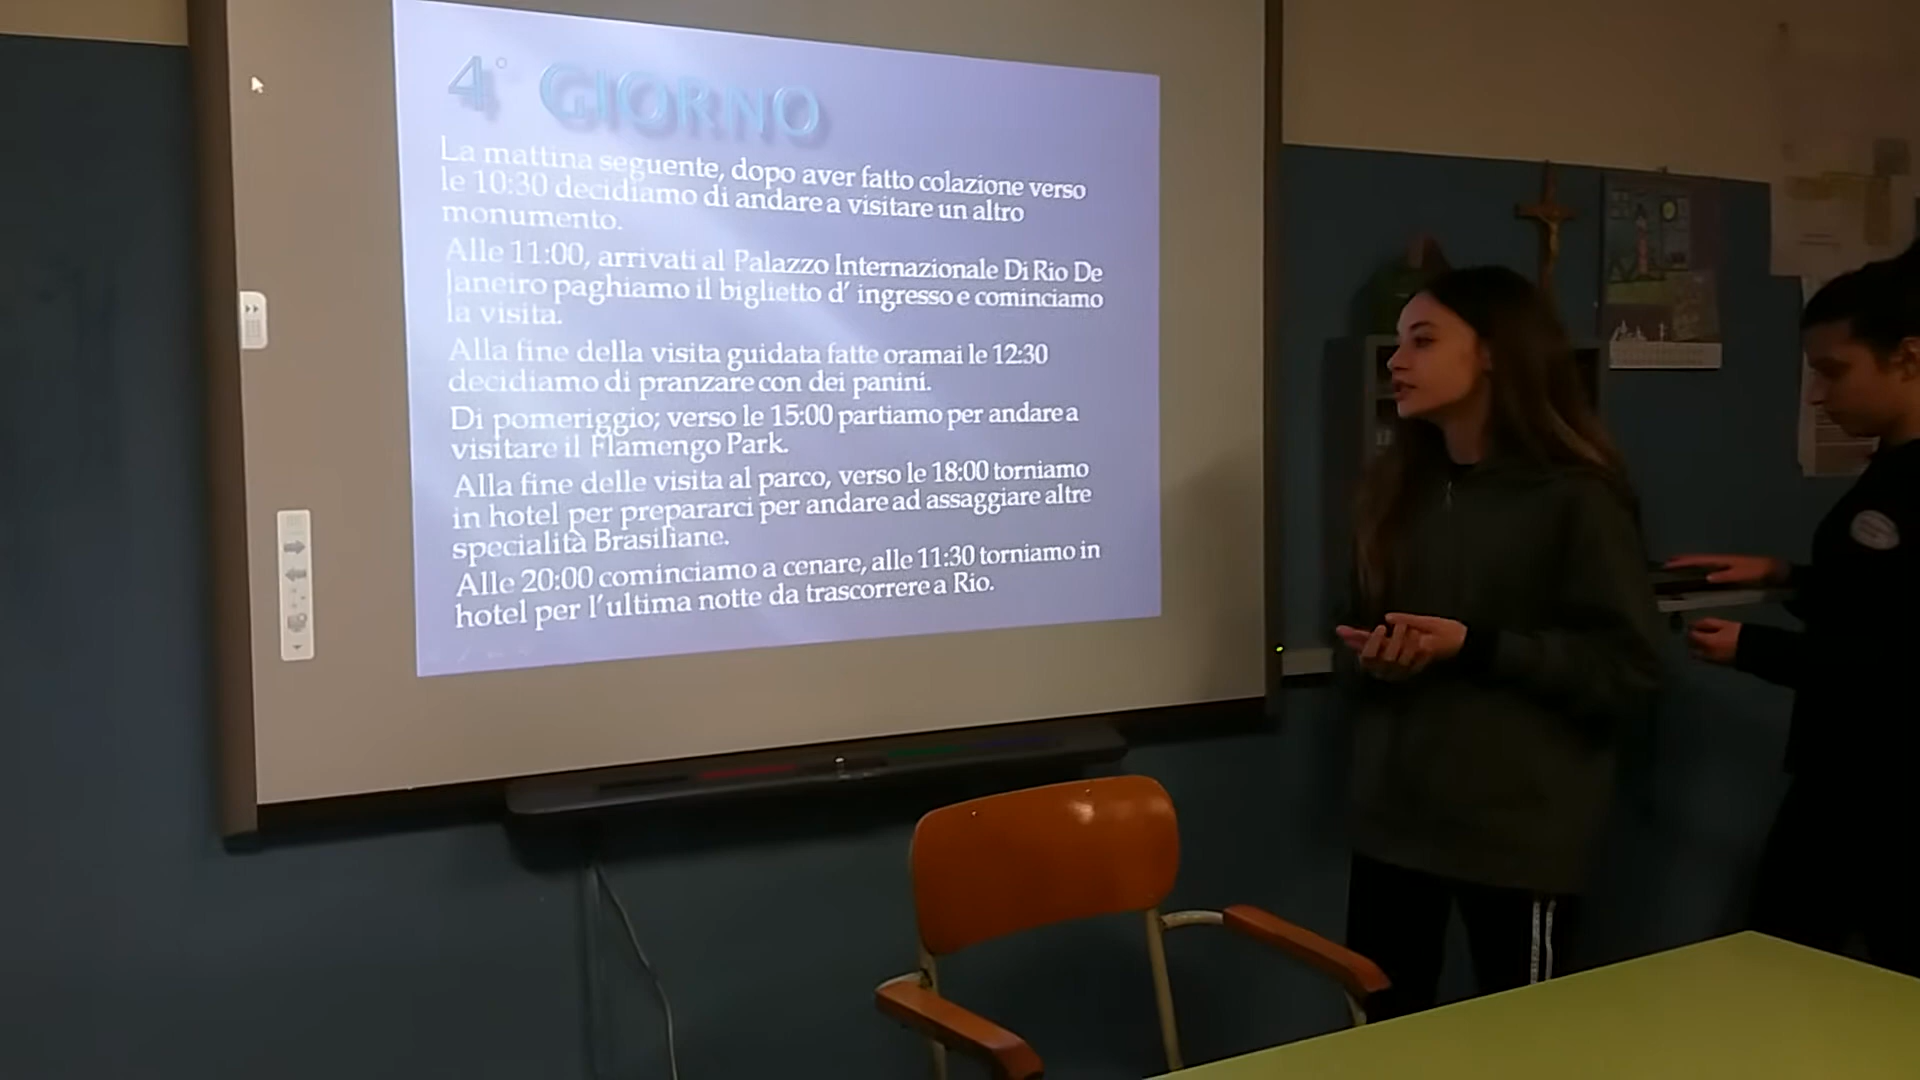 4° GIORNO
La mattina seguente, dopo aver fatto colazione verso
le 10:30 decidiamo di andare a visitare un altro
monumento.
Alle 11:00, arrivati al Palazzo Internazionale Di Rio De
Janeiro paghiamo il biglietto d’ ingresso e cominciamo
la visita.
Alla fine della visita guidata fatte oramai le 12:30
decidiamo di pranzare con dei panini.
Di pomeriggio; verso le 15:00 partiamo per andare a
visitare il Flamengo Park.
Alla fine delle visita al parco, verso le 18:00 torniamo
in hotel per prepararci per andare ad assaggiare altre
specialità Brasiliane.
Alle 20:00 cominciamo a cenare, alle 11:30 torniamo in
hotel per l’ultima notte da trascorrere a Rio.